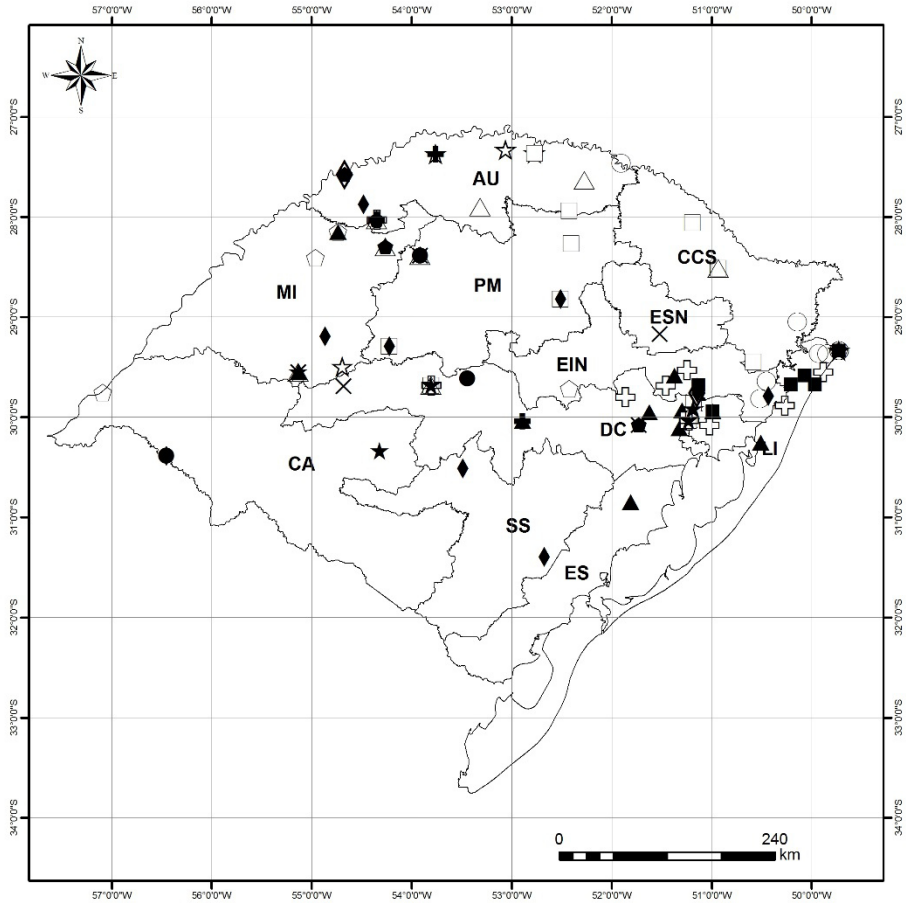 57°0'0"W 56°0'0"W 55°0'0"W 54°0'0"W 53°0'0"W 52°0'0"W 51°0'0"W 50°0'0"W
N
W E
S
27°0'0"S 27°0'0"S
AU
28°0'0"S 28°0'0"S
CCS
PM
MI
29°0'0"S 29°0'0"S
ESN
EIN
30°0'0"S 30°0'0"S
DC
LI
CA
31°0'0"S 31°0'0"S
SS
ES
32°0'0"S 32°0'0"S
33°0'0"S 33°0'0"S
34°0'0"S 34°0'0"S
0 240
km
57°0'0"W 56°0'0"W 55°0'0"W 54°0'0"W 53°0'0"W 52°0'0"W 51°0'0"W 50°0'0"W